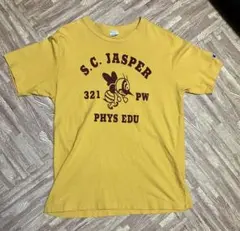 S.C. JASPER
321 PW
PHYS EDU